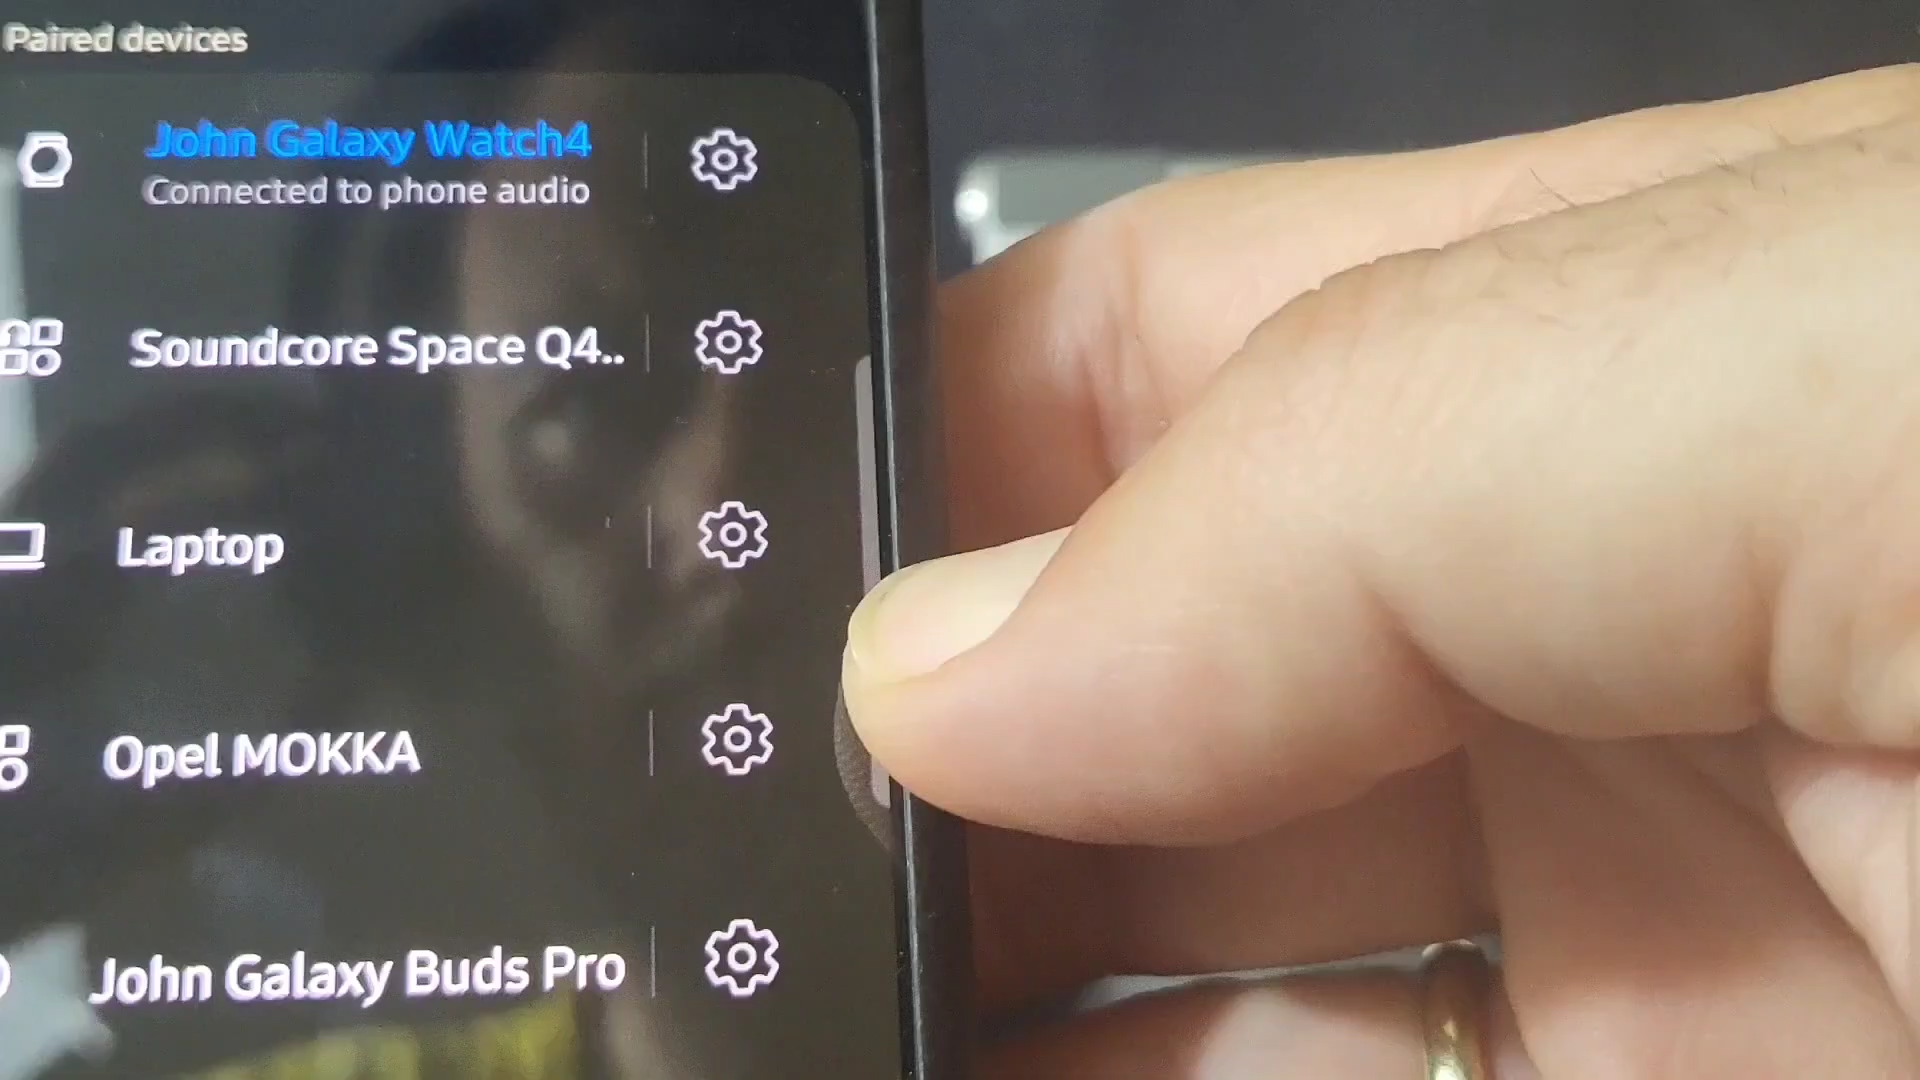 Paired devices
John Galaxy Watch4
Connected to phone audio
Soundcore Space Q4..
Laptop
Opel MOKKA
John Galaxy Buds Pro